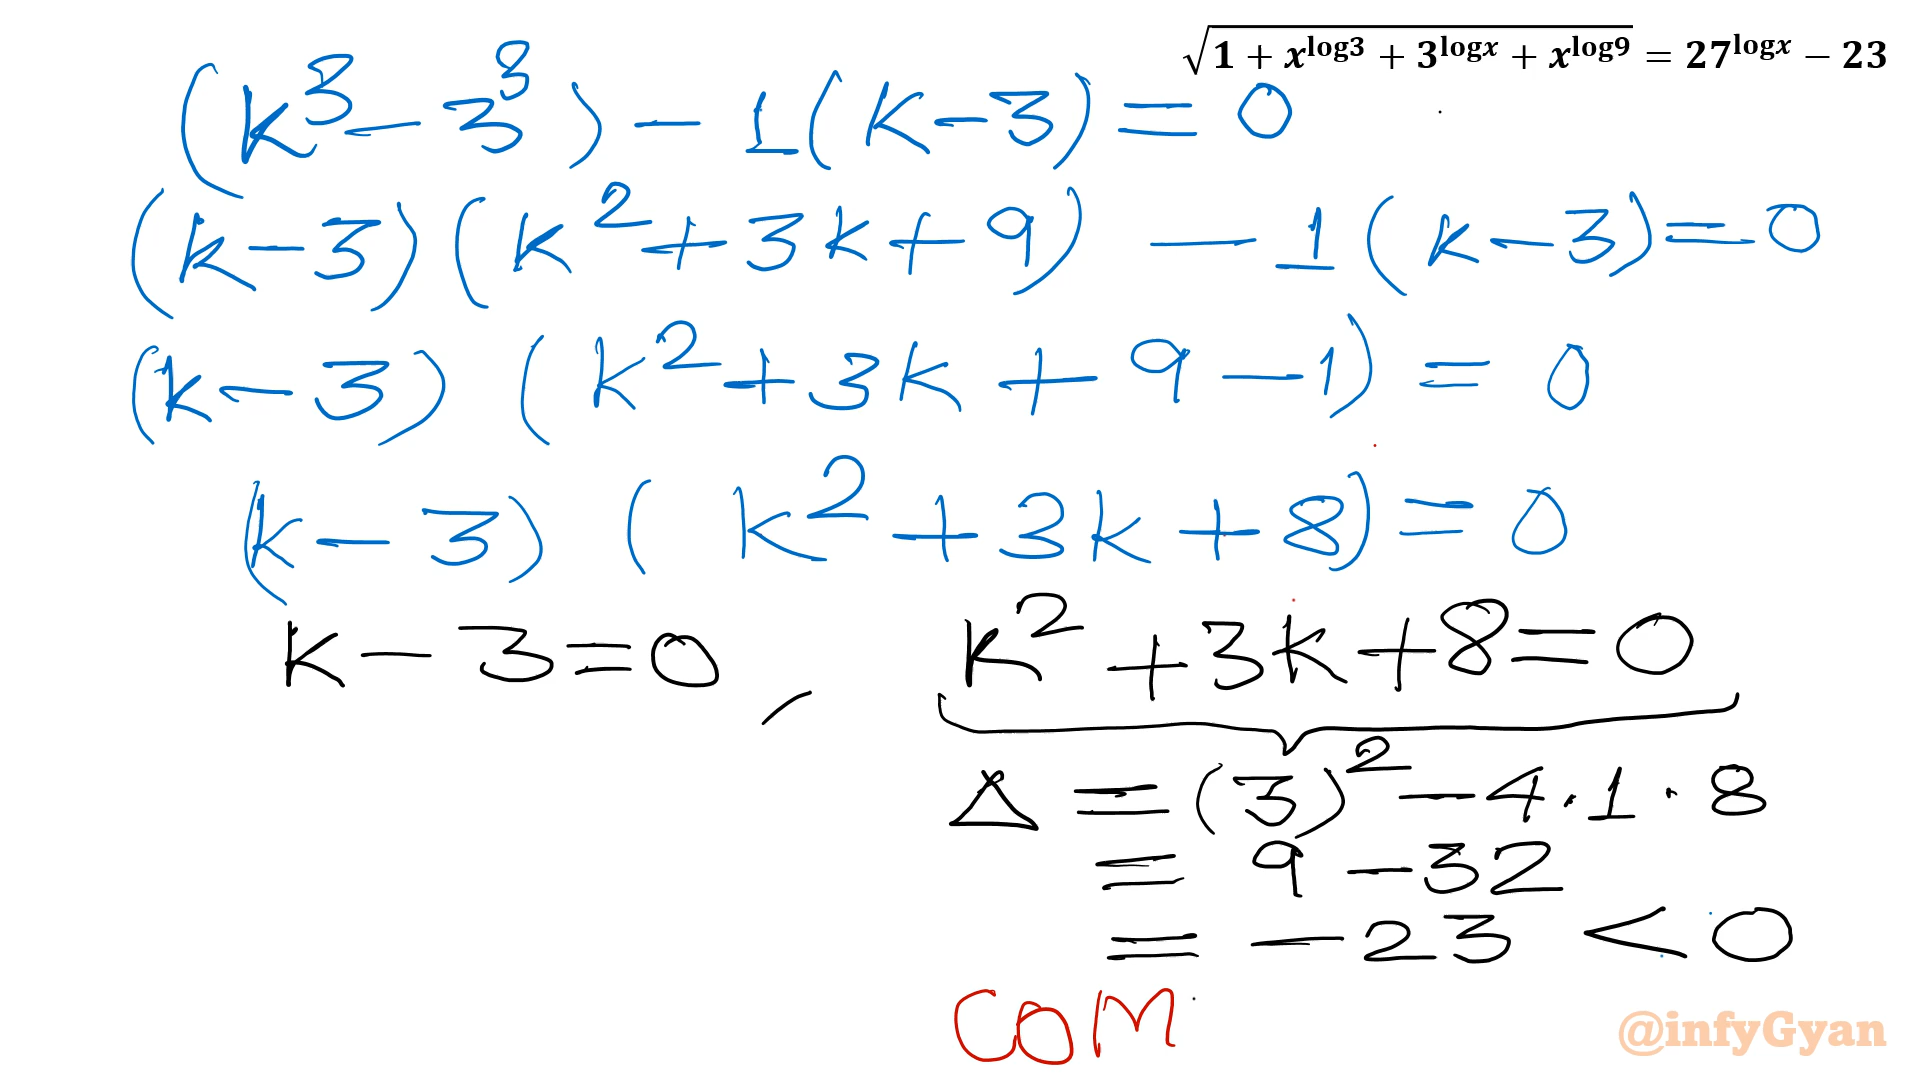 √(1 + x^log3 + 3^logx + x^log9) = 27^logx − 23
(k³ − 3³) − 1(k − 3) = 0
(k − 3)(k² + 3k + 9) − 1(k − 3) = 0
(k − 3)(k² + 3k + 9 − 1) = 0
(k − 3)(k² + 3k + 8) = 0
k − 3 = 0, k² + 3k + 8 = 0
Δ = (3)² − 4·1·8
= 9 − 32
= −23 < 0
COM
@infyGyan